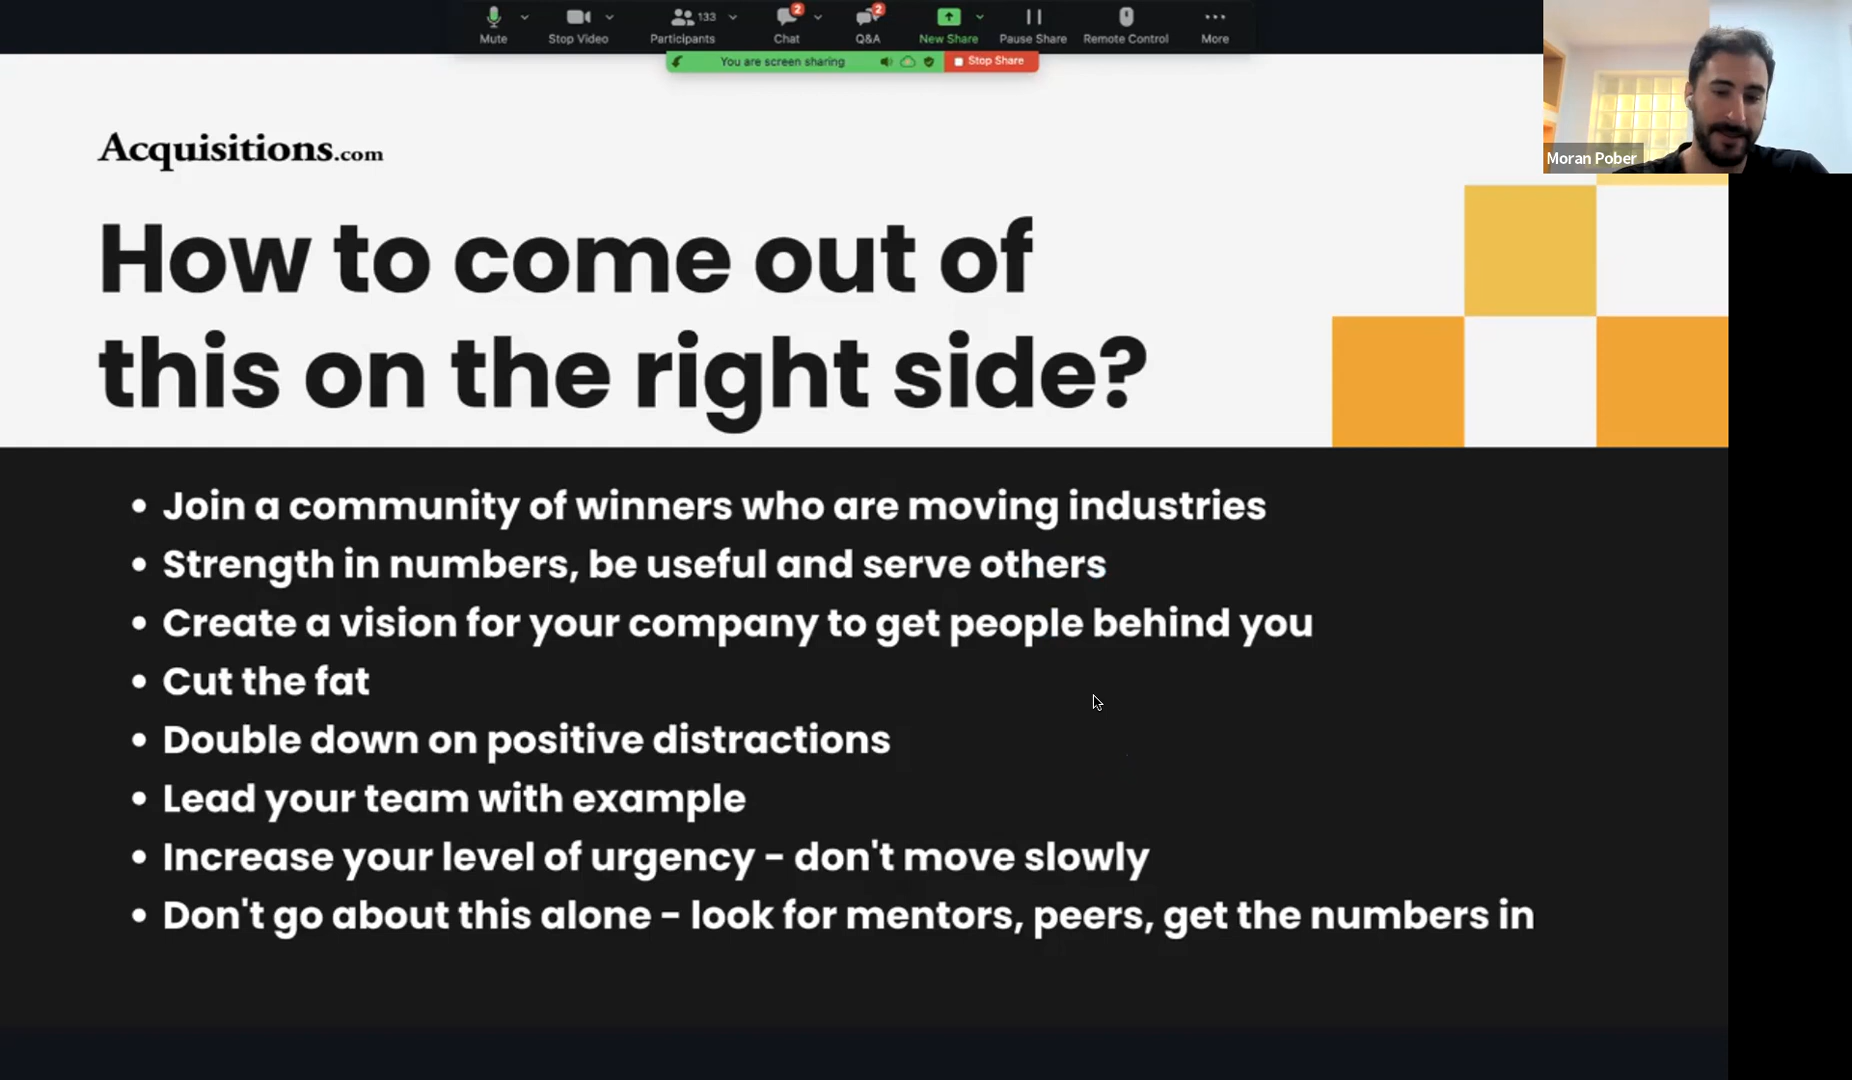 Mute
Stop Video
133
Participants
2
Chat
2
Q&A
New Share
Pause Share
Remote Control
More
You are screen sharing
Stop Share
Moran Pober
Acquisitions.com
How to come out of
this on the right side?
• Join a community of winners who are moving industries
• Strength in numbers, be useful and serve others
• Create a vision for your company to get people behind you
• Cut the fat
• Double down on positive distractions
• Lead your team with example
• Increase your level of urgency - don't move slowly
• Don't go about this alone - look for mentors, peers, get the numbers in